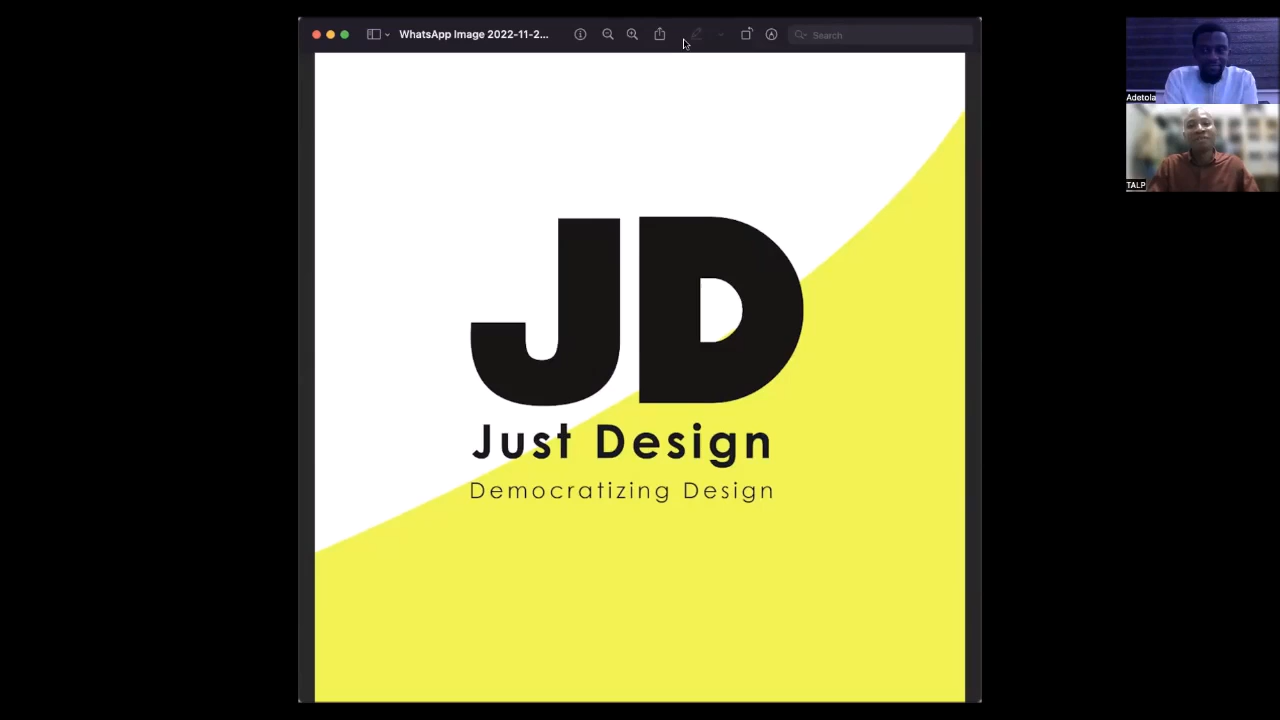 WhatsApp Image 2022-11-2...
Search
Adetola
TALP
JD
Just Design
Democratizing Design